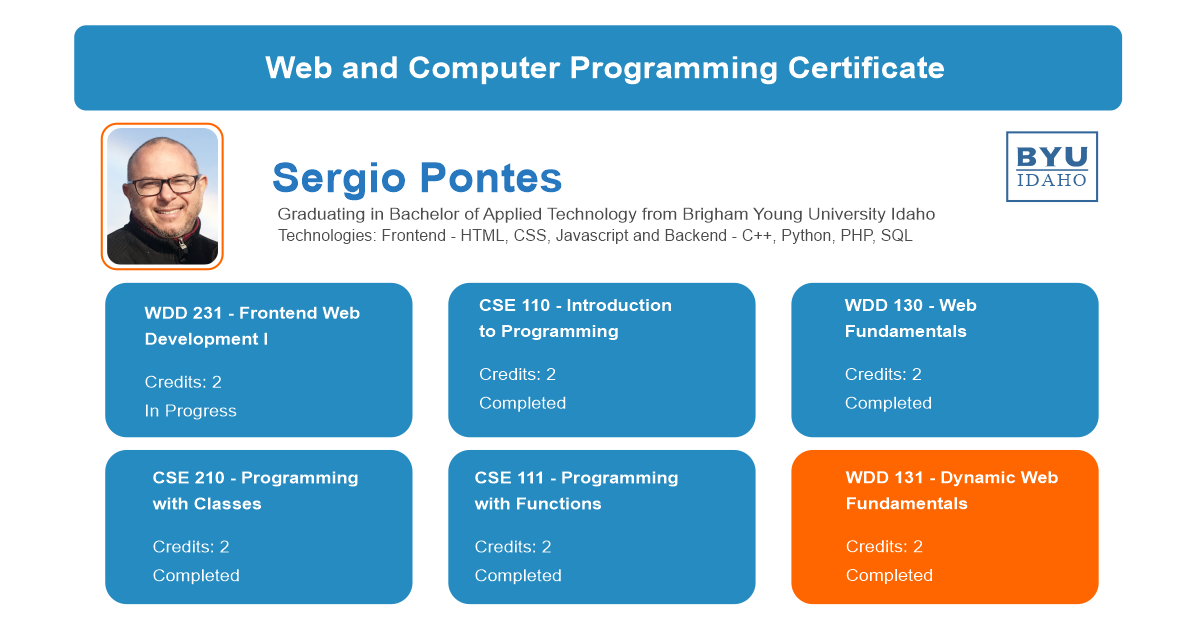 Web and Computer Programming Certificate
BYU
IDAHO
Sergio Pontes
Graduating in Bachelor of Applied Technology from Brigham Young University Idaho
Technologies: Frontend - HTML, CSS, Javascript and Backend - C++, Python, PHP, SQL
WDD 231 - Frontend Web
Development I
Credits: 2
In Progress
CSE 110 - Introduction
to Programming
Credits: 2
Completed
WDD 130 - Web
Fundamentals
Credits: 2
Completed
CSE 210 - Programming
with Classes
Credits: 2
Completed
CSE 111 - Programming
with Functions
Credits: 2
Completed
WDD 131 - Dynamic Web
Fundamentals
Credits: 2
Completed